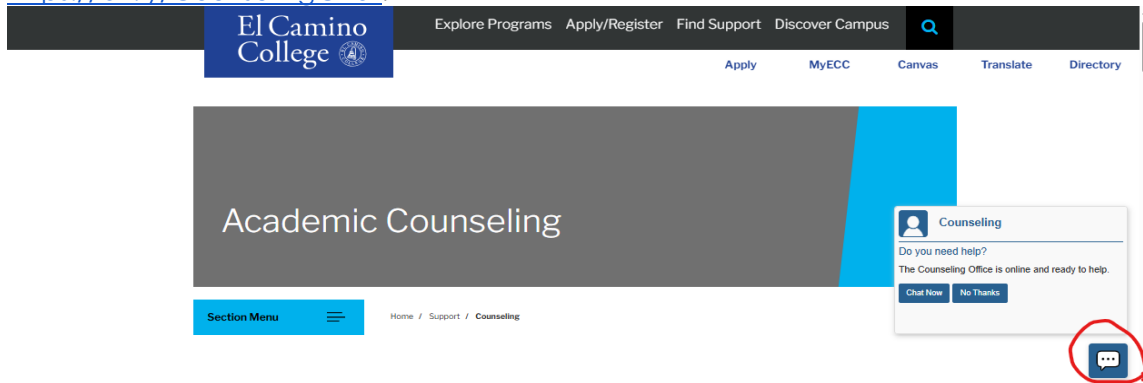 El Camino
College
Explore Programs Apply/Register Find Support Discover Campus
Apply MyECC Canvas Translate Directory
Academic Counseling
Counseling
Do you need help?
The Counseling Office is online and ready to help.
Chat Now No Thanks
Section Menu
Home / Support / Counseling